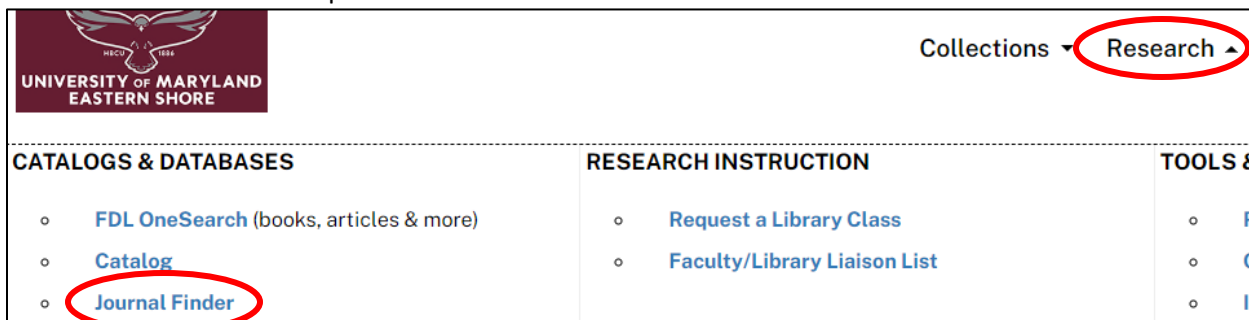 HBCU 1886
UNIVERSITY OF MARYLAND
EASTERN SHORE
Collections Research
CATALOGS & DATABASES
FDL OneSearch (books, articles & more)
Catalog
Journal Finder
RESEARCH INSTRUCTION
Request a Library Class
Faculty/Library Liaison List
TOOLS &